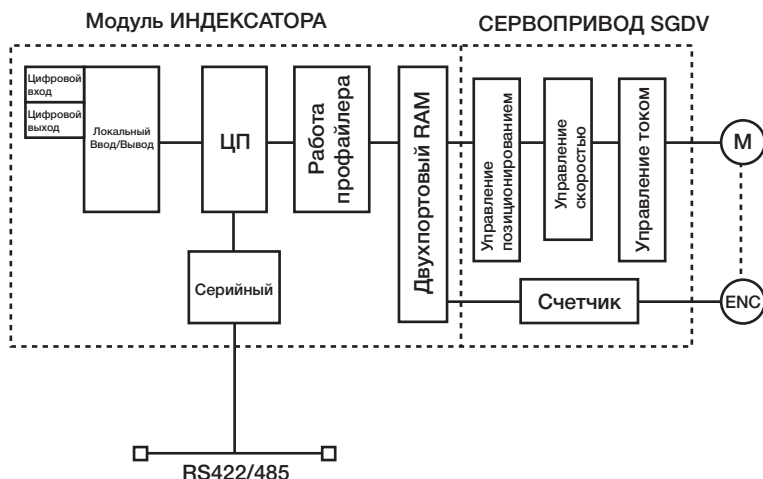 Модуль ИНДЕКСАТОРА
СЕРВОПРИВОД SGDV
Цифровой
вход
Цифровой
выход
Локальный
Ввод/Вывод
ЦП
Работа
профайлера
Двухпортовый RAM
Управление
позиционированием
Управление
скоростью
Управление током
M
Серийный
Счетчик
ENC
RS422/485